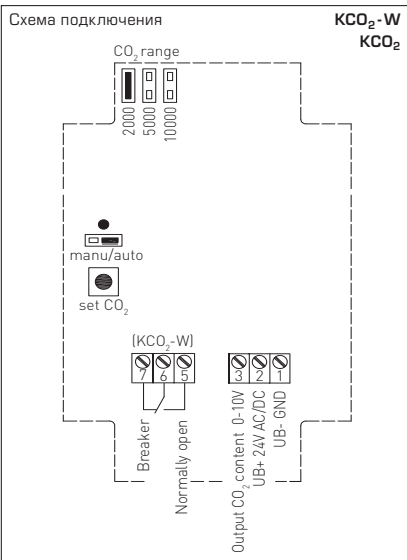 Схема подключения
KCO₂-W
KCO₂
CO₂ range
2000
5000
10000
manu/auto
set CO₂
(KCO₂-W)
7 6 5
3 2 1
Breaker
Normally open
Output CO₂ content 0-10V
UB+ 24V AC/DC
UB- GND